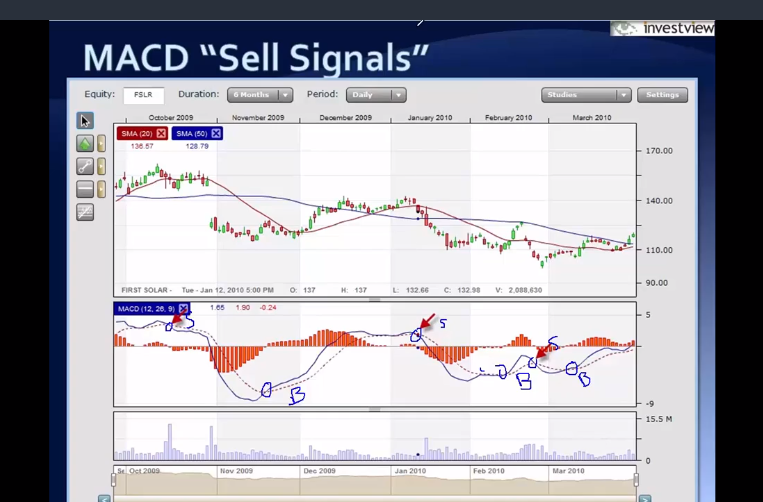 investview
MACD “Sell Signals”
Equity: FSLR Duration: 6 Months Period: Daily Studies Settings
October 2009 November 2009 December 2009 January 2010 February 2010 March 2010
SMA (20) SMA (50)
136.57 128.79
170.00
140.00
110.00
90.00
FIRST SOLAR - Tue - Jan 12, 2010 5:00 PM O: 137 H: 137 L: 132.66 C: 132.98 V: 2,088,630
MACD (12, 26, 9) 1.65 1.90 -0.24
5
S
S
S
B
B
B
-9
15.5 M
0
Oct 2009 Nov 2009 Dec 2009 Jan 2010 Feb 2010 Mar 2010